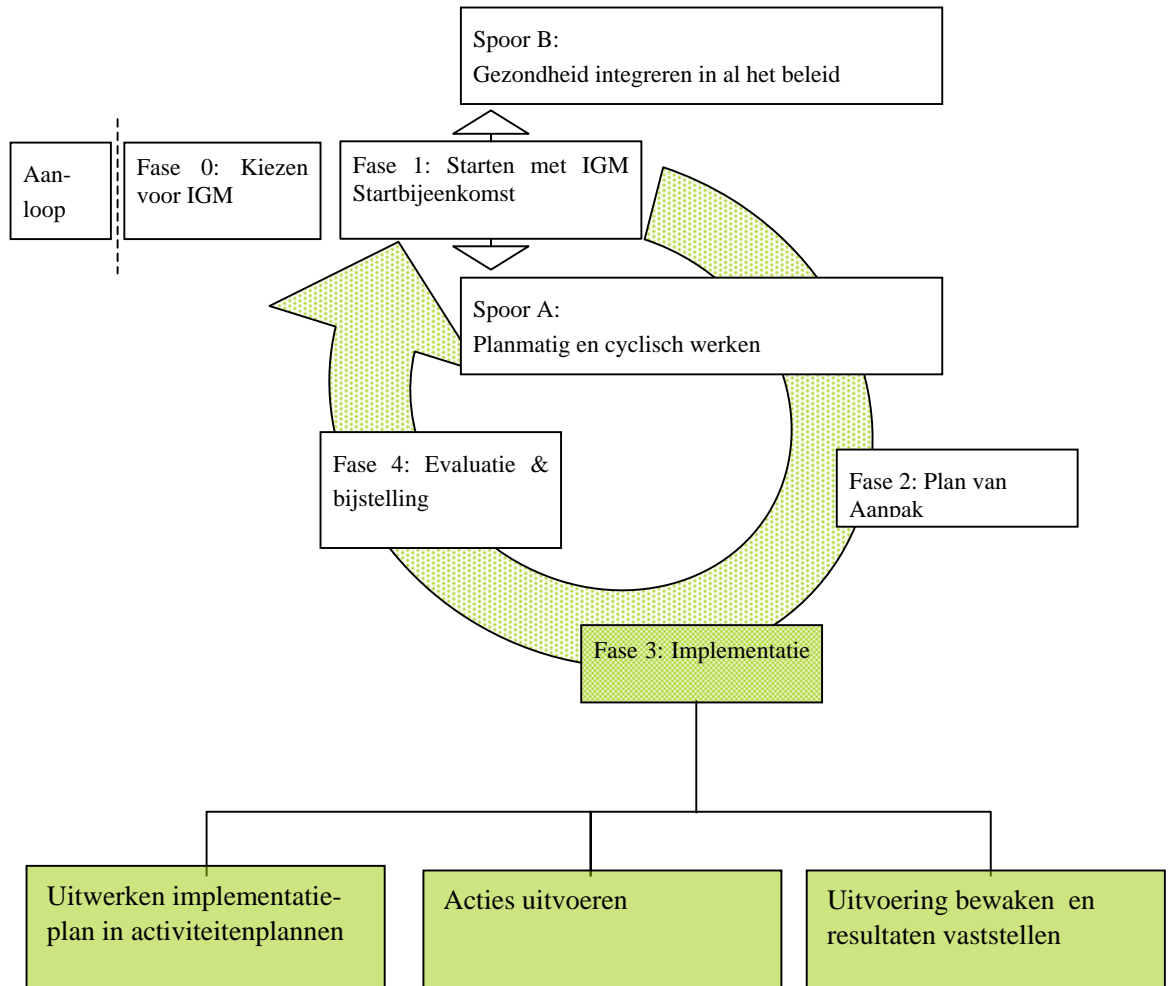 Spoor B:
Gezondheid integreren in al het beleid
Aan-
loop
Fase 0: Kiezen
voor IGM
Fase 1: Starten met IGM
Startbijeenkomst
Spoor A:
Planmatig en cyclisch werken
Fase 4: Evaluatie &
bijstelling
Fase 2: Plan van
Aanpak
Fase 3: Implementatie
Uitwerken implementatie-
plan in activiteitenplannen
Acties uitvoeren
Uitvoering bewaken en
resultaten vaststellen